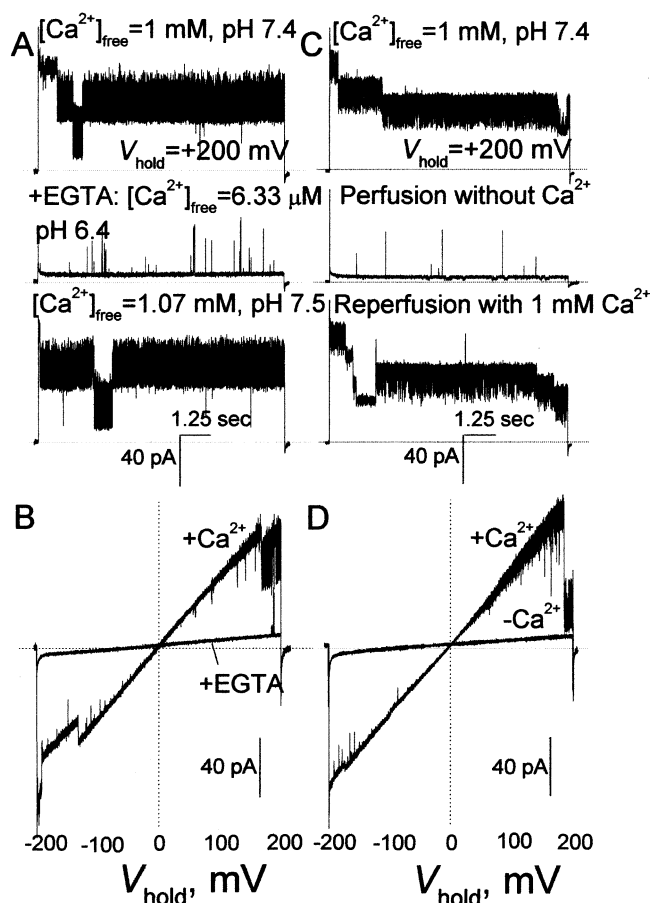 A
[Ca²⁺]free=1 mM, pH 7.4
Vhold=+200 mV
+EGTA: [Ca²⁺]free=6.33 µM
pH 6.4
[Ca²⁺]free=1.07 mM, pH 7.5
1.25 sec
40 pA
C
[Ca²⁺]free=1 mM, pH 7.4
Vhold=+200 mV
Perfusion without Ca²⁺
Reperfusion with 1 mM Ca²⁺
1.25 sec
40 pA
B
+Ca²⁺
+EGTA
40 pA
-200 -100 0 100 200
Vhold, mV
D
+Ca²⁺
-Ca²⁺
40 pA
-200 -100 0 100 200
Vhold, mV